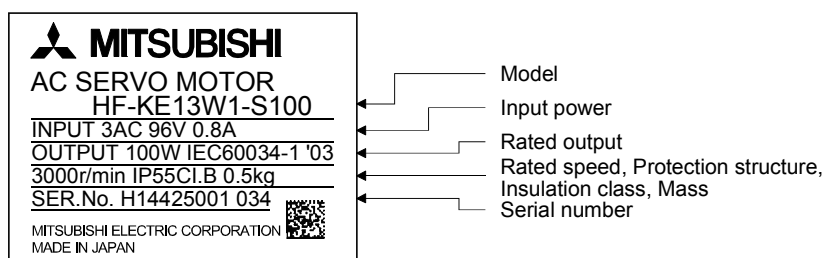 MITSUBISHI
AC SERVO MOTOR
HF-KE13W1-S100
INPUT 3AC 96V 0.8A
OUTPUT 100W IEC60034-1 '03
3000r/min IP55CI.B 0.5kg
SER.No. H14425001 034
MITSUBISHI ELECTRIC CORPORATION
MADE IN JAPAN
Model
Input power
Rated output
Rated speed, Protection structure,
Insulation class, Mass
Serial number